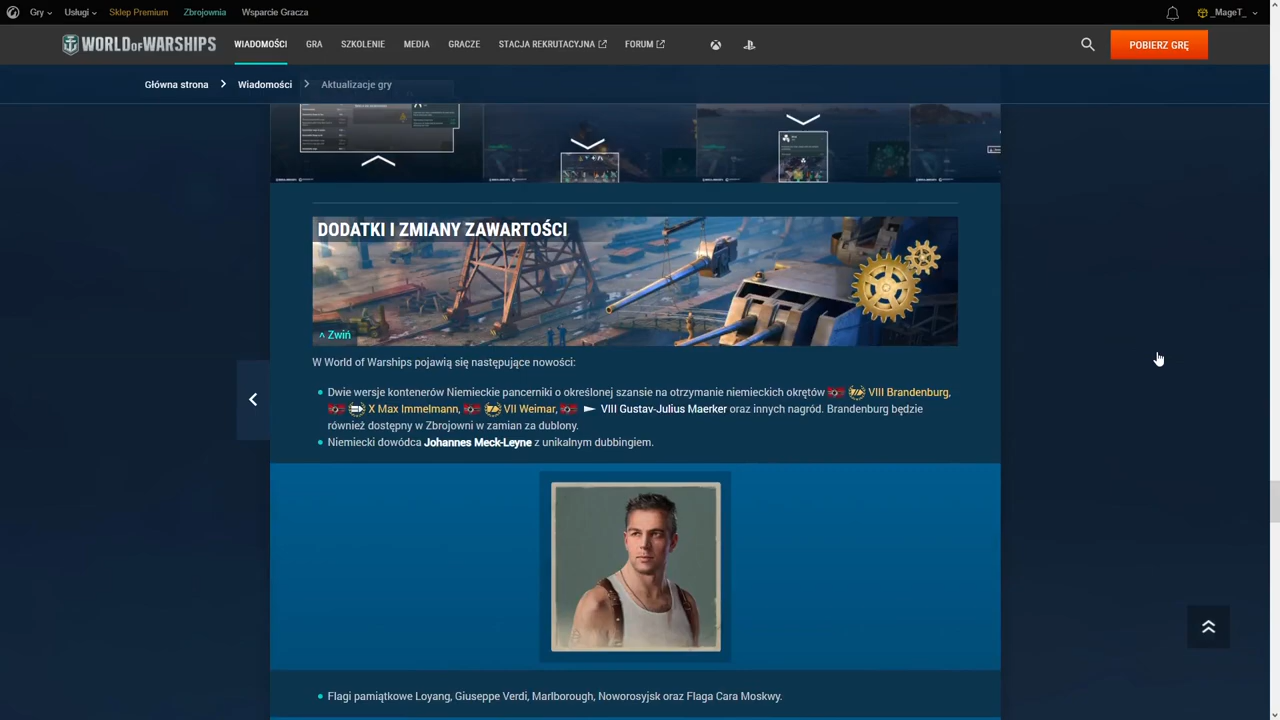 Gry Usługi Sklep Premium Zbrojownia Wsparcie Gracza _MageT_
WORLD OF WARSHIPS WIADOMOŚCI GRA SZKOLENIE MEDIA GRACZE STACJA REKRUTACYJNA FORUM POBIERZ GRĘ
Główna strona Wiadomości Aktualizacje gry
DODATKI I ZMIANY ZAWARTOŚCI
^ Zwiń
W World of Warships pojawią się następujące nowości:
Dwie wersje kontenerów Niemieckie pancerniki o określonej szansie na otrzymanie niemieckich okrętów VIII Brandenburg,
X Max Immelmann, VII Weimar, VIII Gustav-Julius Maerker oraz innych nagród. Brandenburg będzie
również dostępny w Zbrojowni w zamian za dublony.
Niemiecki dowódca Johannes Meck-Leyne z unikalnym dubbingiem.
Flagi pamiątkowe Loyang, Giuseppe Verdi, Marlborough, Noworosyjsk oraz Flaga Cara Moskwy.